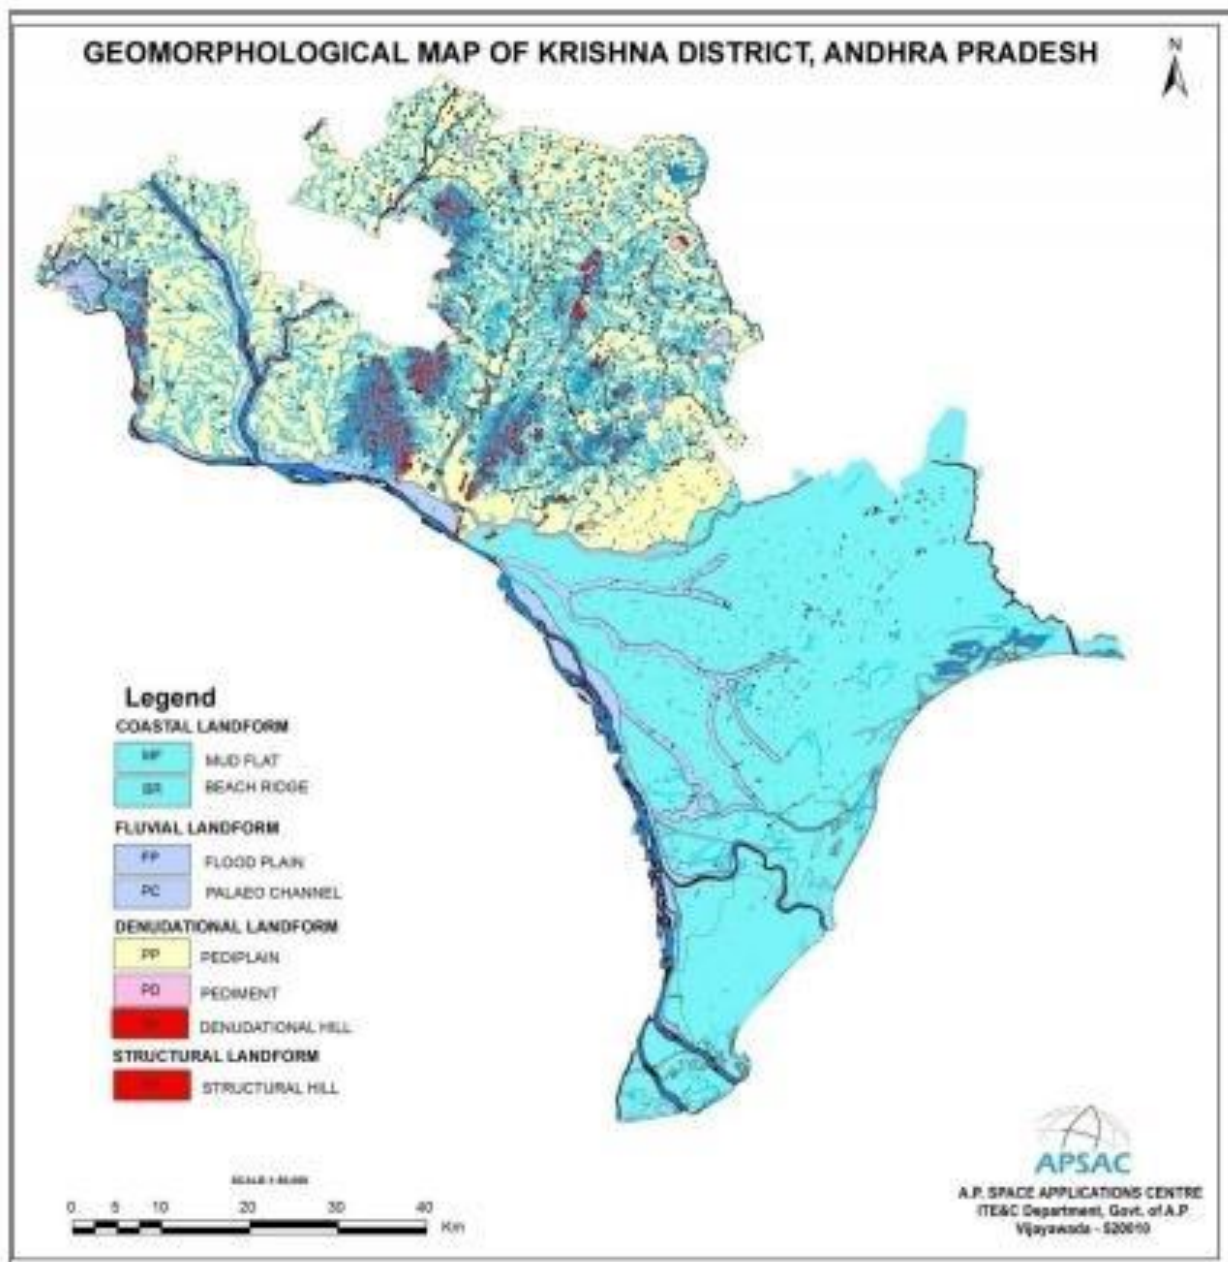 GEOMORPHOLOGICAL MAP OF KRISHNA DISTRICT, ANDHRA PRADESH
N
Legend
COASTAL LANDFORM
MF MUD FLAT
BR BEACH RIDGE
FLUVIAL LANDFORM
FP FLOOD PLAIN
PC PALAEO CHANNEL
DENUDATIONAL LANDFORM
PP PEDIPLAIN
PD PEDIMENT
DENUDATIONAL HILL
STRUCTURAL LANDFORM
STRUCTURAL HILL
0 5 10 20 30 40
Km
APSAC
A.P. SPACE APPLICATIONS CENTRE
ITE&C Department, Govt. of A.P
Vijayawada - 520010